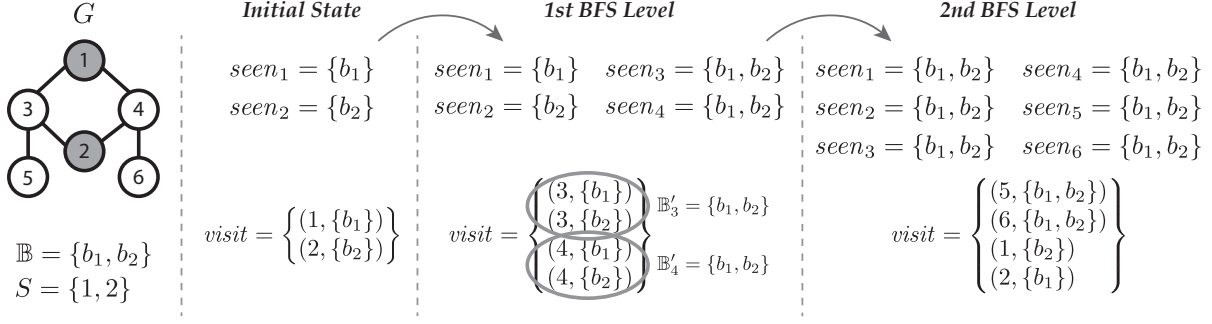 G
1
3
4
2
5
6
𝔹 = {b₁, b₂}
S = {1, 2}
Initial State
seen₁ = {b₁}
seen₂ = {b₂}
visit = {(1, {b₁})
(2, {b₂})}
1st BFS Level
seen₁ = {b₁} seen₃ = {b₁, b₂}
seen₂ = {b₂} seen₄ = {b₁, b₂}
visit = {(3, {b₁})
(3, {b₂})
(4, {b₁})
(4, {b₂})}
𝔹′₃ = {b₁, b₂}
𝔹′₄ = {b₁, b₂}
2nd BFS Level
seen₁ = {b₁, b₂} seen₄ = {b₁, b₂}
seen₂ = {b₁, b₂} seen₅ = {b₁, b₂}
seen₃ = {b₁, b₂} seen₆ = {b₁, b₂}
visit = {(5, {b₁, b₂})
(6, {b₁, b₂})
(1, {b₂})
(2, {b₁})}